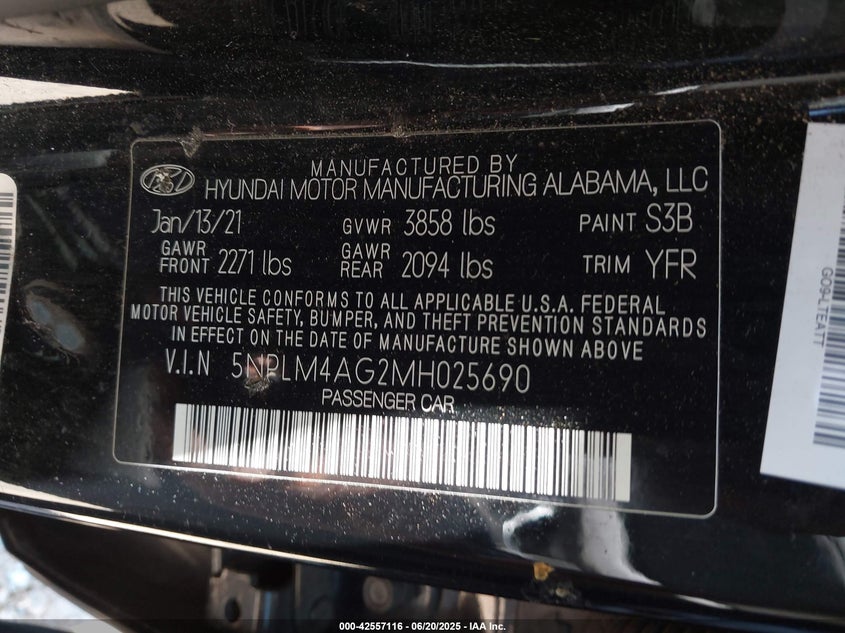 MANUFACTURED BY
HYUNDAI MOTOR MANUFACTURING ALABAMA, LLC
Jan/13/21 GVWR 3858 lbs PAINT S3B
GAWR FRONT 2271 lbs GAWR REAR 2094 lbs TRIM YFR
THIS VEHICLE CONFORMS TO ALL APPLICABLE U.S.A. FEDERAL
MOTOR VEHICLE SAFETY, BUMPER, AND THEFT PREVENTION
IN EFFECT ON THE DATE OF MANUFACTURE SHOWN ABOVE
V.I.N 5NPLM4AG2MH025690
PASSENGER CAR
000-42557116 - 06/20/2025 - IAA Inc.